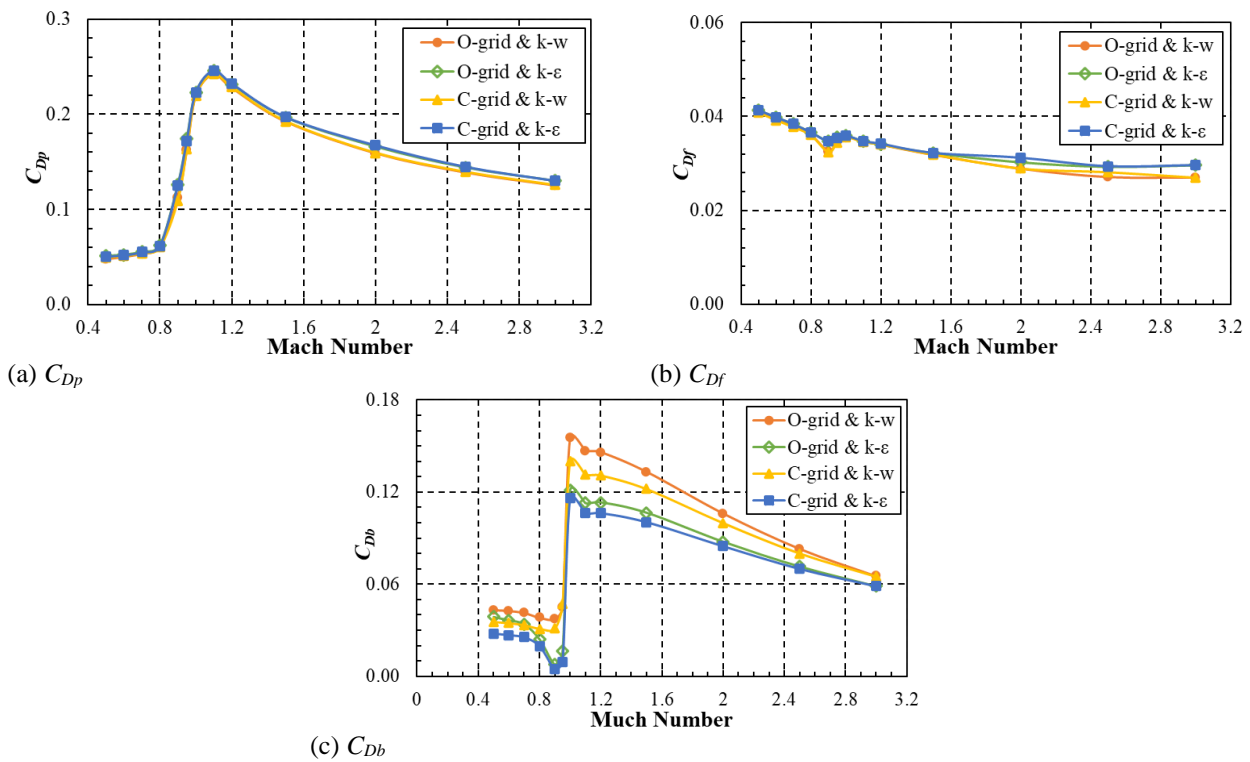 0.3
0.2
0.1
0.0
C_Dp
O-grid & k-w
O-grid & k-ε
C-grid & k-w
C-grid & k-ε
0.4 0.8 1.2 1.6 2 2.4 2.8 3.2
Mach Number
(a) C_Dp
0.06
0.04
0.02
0.00
C_Df
O-grid & k-w
O-grid & k-ε
C-grid & k-w
C-grid & k-ε
0.4 0.8 1.2 1.6 2 2.4 2.8 3.2
Mach Number
(b) C_Df
0.18
0.12
0.06
0.00
C_Db
O-grid & k-w
O-grid & k-ε
C-grid & k-w
C-grid & k-ε
0 0.4 0.8 1.2 1.6 2 2.4 2.8 3.2
Much Number
(c) C_Db